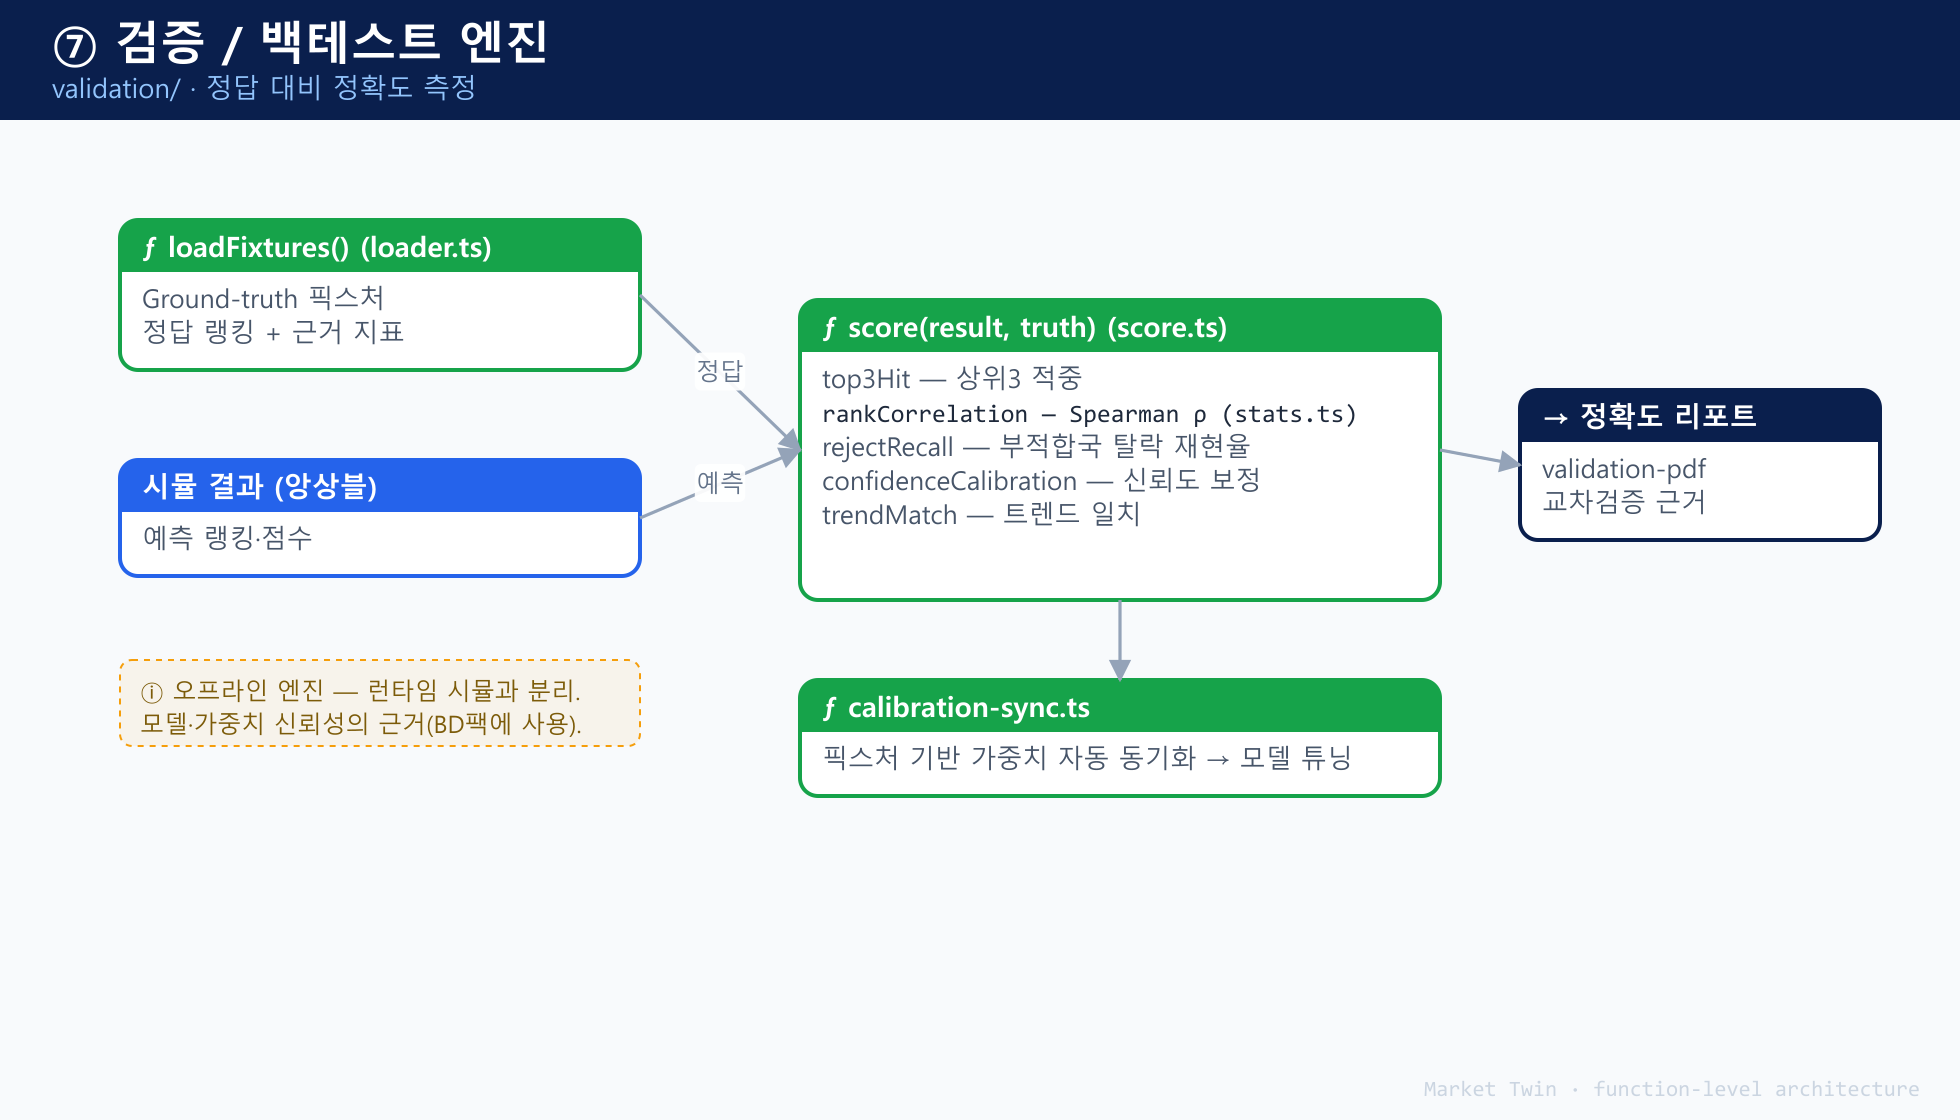 ⑦ 검증 / 백테스트 엔진
validation/ · 정답 대비 정확도 측정
ƒ loadFixtures() (loader.ts)
Ground-truth 픽스처
정답 랭킹 + 근거 지표
정답
시뮬 결과 (앙상블)
예측 랭킹·점수
예측
ⓘ 오프라인 엔진 — 런타임 시뮬과 분리.
모델·가중치 신뢰성의 근거(BD팩에 사용).
ƒ score(result, truth) (score.ts)
top3Hit — 상위3 적중
rankCorrelation — Spearman ρ (stats.ts)
rejectRecall — 부적합국 탈락 재현율
confidenceCalibration — 신뢰도 보정
trendMatch — 트렌드 일치
→ 정확도 리포트
validation-pdf
교차검증 근거
ƒ calibration-sync.ts
픽스처 기반 가중치 자동 동기화 → 모델 튜닝
Market Twin · function-level architecture